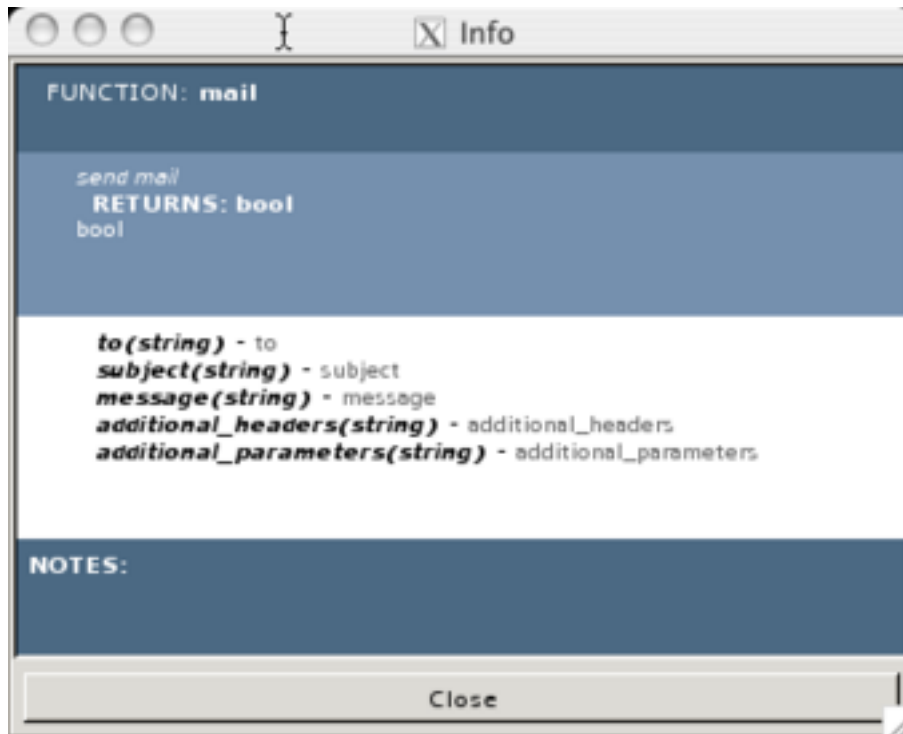 Info
FUNCTION: mail
send mail
RETURNS: bool
bool
to(string) - to
subject(string) - subject
message(string) - message
additional_headers(string) - additional_headers
additional_parameters(string) - additional_parameters
NOTES:
Close